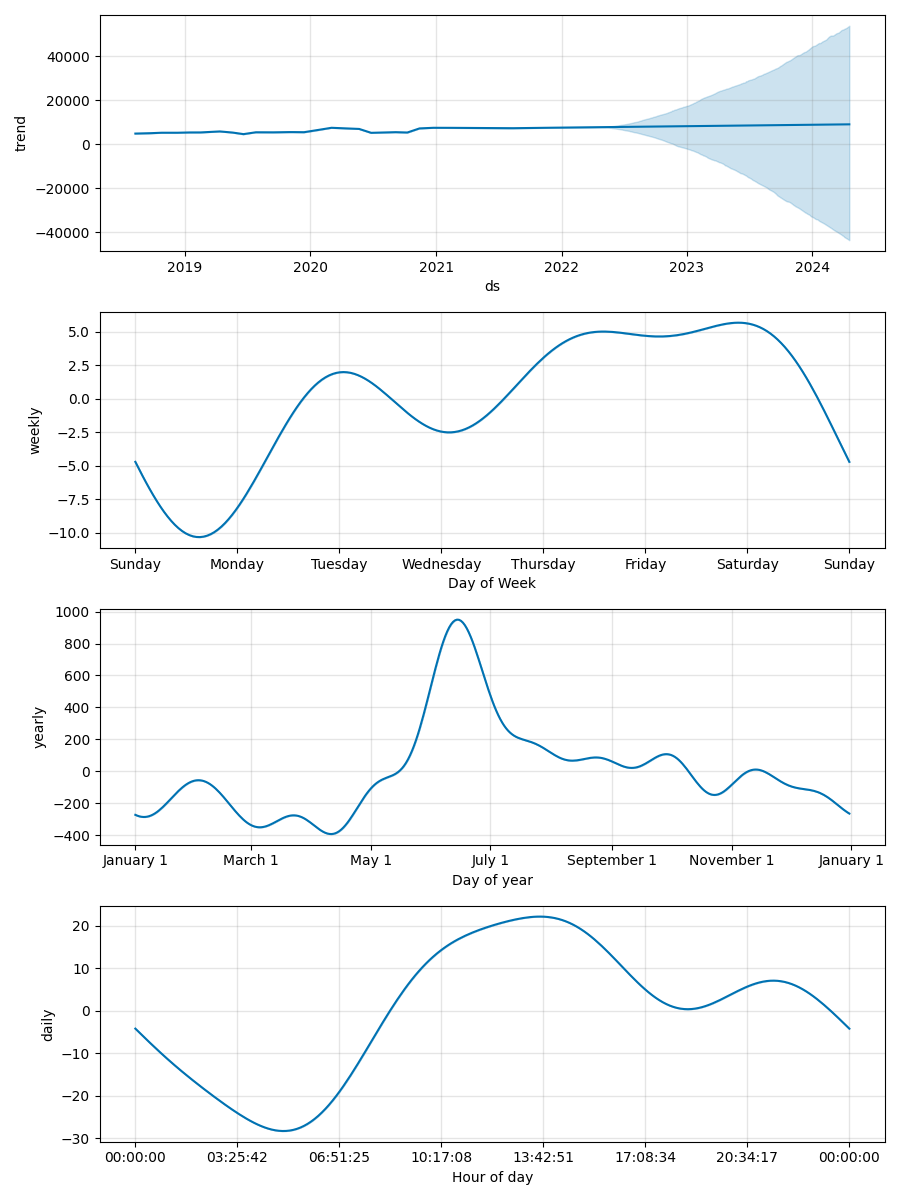 40000
20000
0
−20000
−40000
trend
2019 2020 2021 2022 2023 2024
ds
5.0
2.5
0.0
−2.5
−5.0
−7.5
−10.0
weekly
Sunday Monday Tuesday Wednesday Thursday Friday Saturday Sunday
Day of Week
1000
800
600
400
200
0
−200
−400
yearly
January 1 March 1 May 1 July 1 September 1 November 1 January 1
Day of year
20
10
0
−10
−20
−30
daily
00:00:00 03:25:42 06:51:25 10:17:08 13:42:51 17:08:34 20:34:17 00:00:00
Hour of day